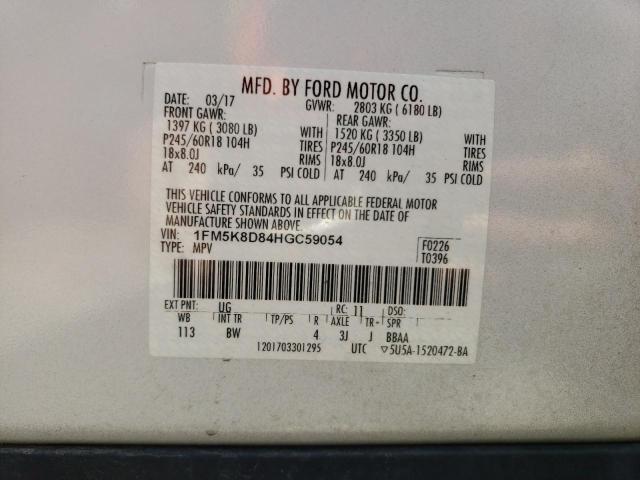 MFD. BY FORD MOTOR CO.
DATE: 03/17 GVWR: 2803 KG ( 6180 LB)
FRONT GAWR: REAR GAWR:
1397 KG ( 3080 LB) WITH 1520 KG ( 3350 LB) WITH
P245/60R18 104H TIRES P245/60R18 104H TIRES
18x8.0J RIMS 18x8.0J RIMS
AT 240 kPa/ 35 PSI COLD AT 240 kPa/ 35 PSI COLD
THIS VEHICLE CONFORMS TO ALL APPLICABLE FEDERAL MOTOR
VEHICLE SAFETY STANDARDS IN EFFECT ON THE DATE OF
MANUFACTURE SHOWN ABOVE.
VIN: 1FM5K8D84HGC59054 F0226
TYPE: MPV T0396
EXT PNT: UG RC: 11 DSO:
WB INT TR TP/PS R AXLE TR- SPR
113 BW 4 3J J BBAA
1201703301295 UTC ▽5U5A-1520472-BA